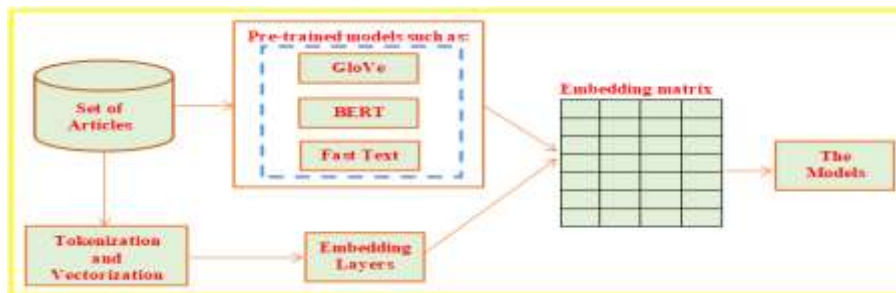 Pre-trained models such as:
GloVe
BERT
Fast Text
Set of
Articles
Embedding matrix
The
Models
Tokenization
and
Vectorization
Embedding
Layers